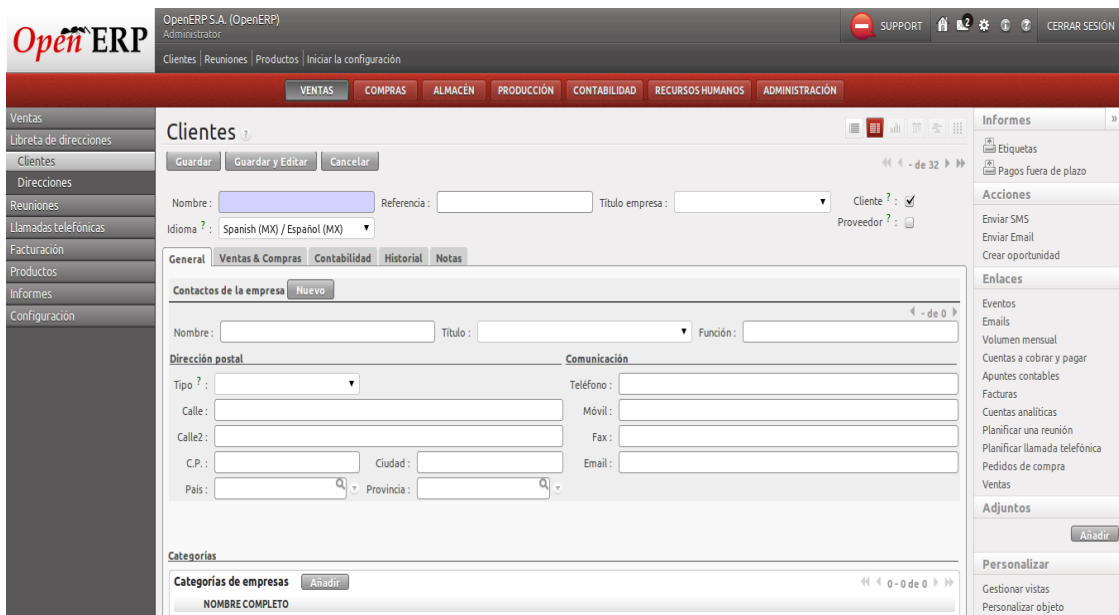 Open ERP
OpenERP S.A. (OpenERP)
Administrator
SUPPORT
2
CERRAR SESIÓN
Clientes | Reuniones | Productos | Iniciar la configuración
VENTAS COMPRAS ALMACÉN PRODUCCIÓN CONTABILIDAD RECURSOS HUMANOS ADMINISTRACIÓN
Ventas
Libreta de direcciones
Clientes
Direcciones
Reuniones
Llamadas telefónicas
Facturación
Productos
Informes
Configuración
Clientes ?
Guardar Guardar y Editar Cancelar - de 32
Nombre : Referencia : Título empresa : Cliente ? :
Idioma ? : Spanish (MX) / Español (MX) Proveedor ? :
General Ventas & Compras Contabilidad Historial Notas
Contactos de la empresa Nuevo
- de 0
Nombre : Título : Función :
Dirección postal Comunicación
Tipo ? : Teléfono :
Calle : Móvil :
Calle2 : Fax :
C.P. : Ciudad : Email :
País : Provincia :
Categorías
Categorías de empresas Añadir 0 - 0 de 0
NOMBRE COMPLETO
Informes »
Etiquetas
Pagos fuera de plazo
Acciones
Enviar SMS
Enviar Email
Crear oportunidad
Enlaces
Eventos
Emails
Volumen mensual
Cuentas a cobrar y pagar
Apuntes contables
Facturas
Cuentas analíticas
Planificar una reunión
Planificar llamada telefónica
Pedidos de compra
Ventas
Adjuntos
Añadir
Personalizar
Gestionar vistas
Personalizar objeto